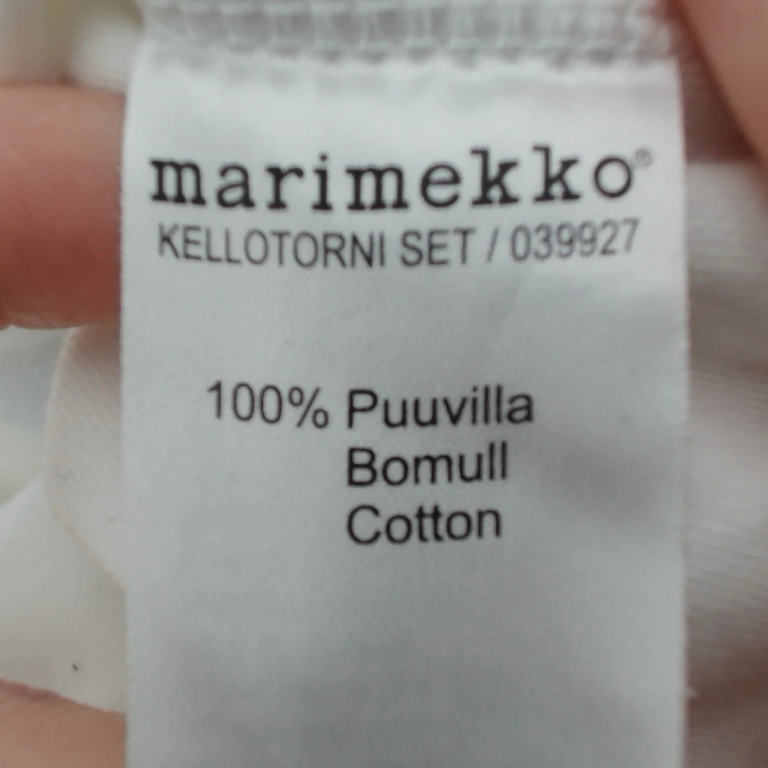 marimekko®
KELLOTORNI SET / 039927
100% Puuvilla
Bomull
Cotton